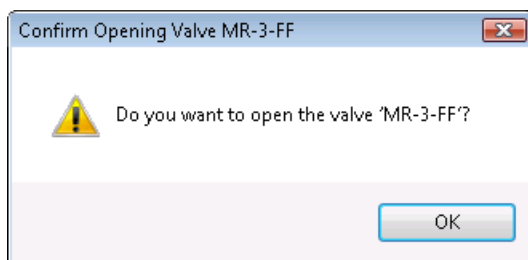 Confirm Opening Valve MR-3-FF
Do you want to open the valve ‘MR-3-FF’?
OK